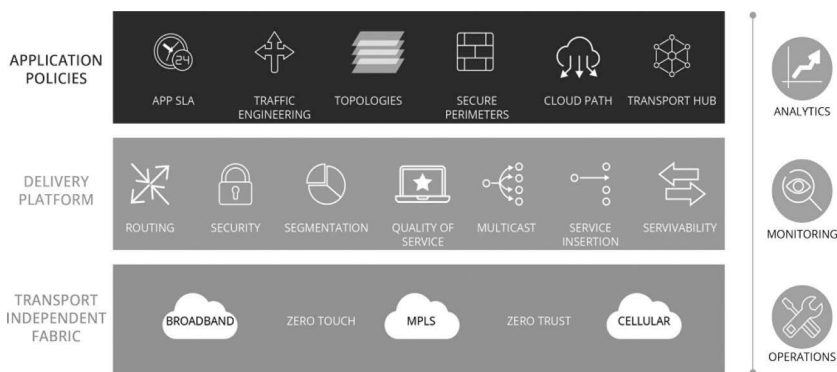 APPLICATION
POLICIES
24
APP SLA
TRAFFIC
ENGINEERING
TOPOLOGIES
SECURE
PERIMETERS
CLOUD PATH
TRANSPORT HUB
DELIVERY
PLATFORM
ROUTING
SECURITY
SEGMENTATION
QUALITY OF
SERVICE
MULTICAST
SERVICE
INSERTION
SERVIVABILITY
TRANSPORT
INDEPENDENT
FABRIC
BROADBAND
ZERO TOUCH
MPLS
ZERO TRUST
CELLULAR
ANALYTICS
MONITORING
OPERATIONS